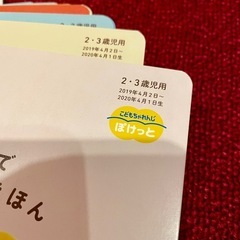 2・3歳児用
2019年4月2日～
2020年4月1日生
2・3歳児用
2019年4月2日～
2020年4月1日生
こどもちゃれんじ
ぽけっと
で
ほん